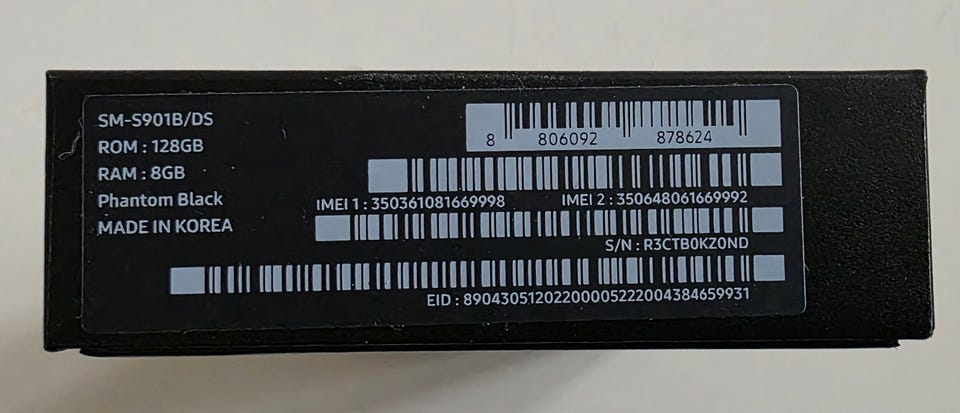 SM-S901B/DS
ROM : 128GB
RAM : 8GB
Phantom Black
MADE IN KOREA
8 806092 878624
IMEI 1 : 350361081669998 IMEI 2 : 350648061669992
S/N : R3CTB0KZ0ND
EID : 89043051202200005222004384659931